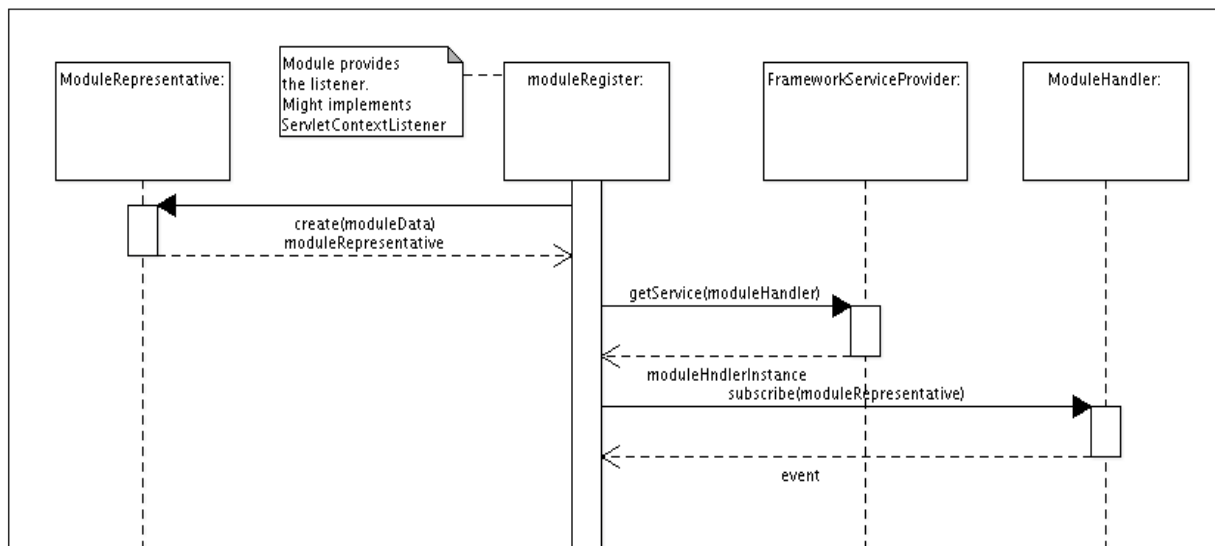 ModuleRepresentative:
Module provides
the listener.
Might implements
ServletContextListener
moduleRegister:
FrameworkServiceProvider:
ModuleHandler:
create(moduleData)
moduleRepresentative
getService(moduleHandler)
moduleHndlerInstance
subscribe(moduleRepresentative)
event